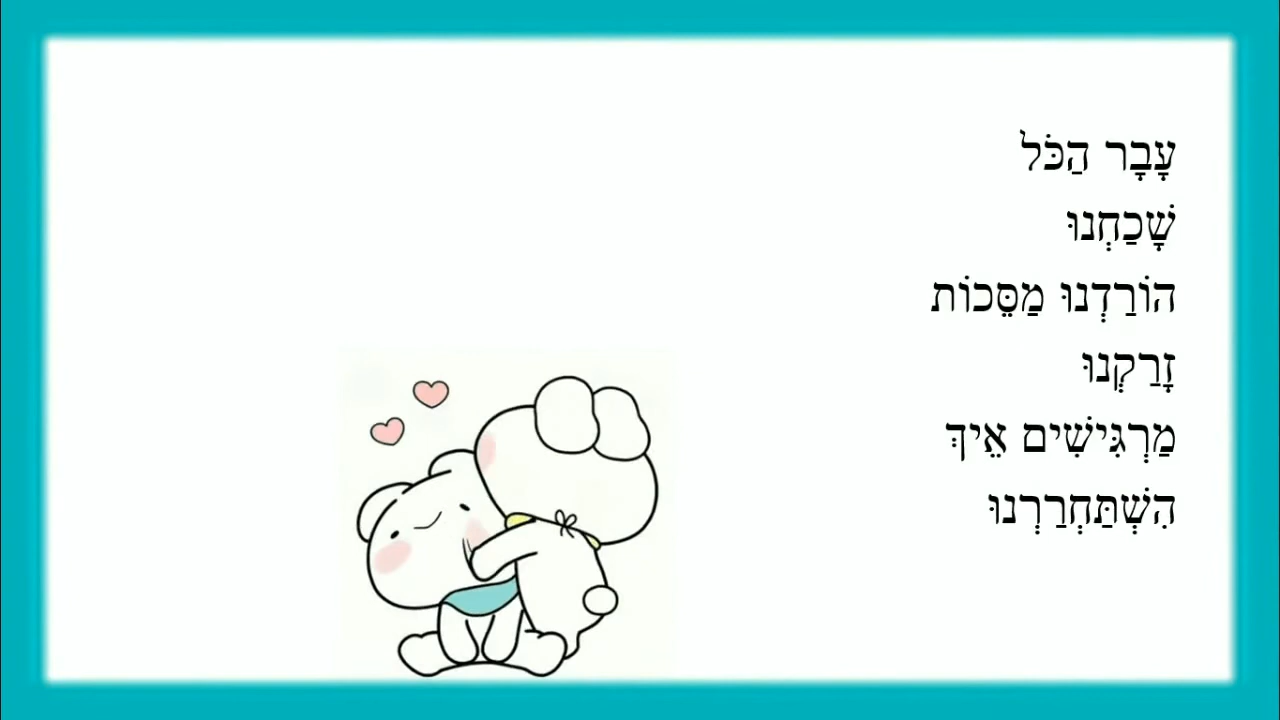 עָבָר הַכֹּל
שָׁכַחְנוּ
הוֹרַדְנוּ מַסֵּכוֹת
זָרַקְנוּ
מַרְגִּישִׁים אֵיךְ
הִשְׁתַּחְרַרְנוּ